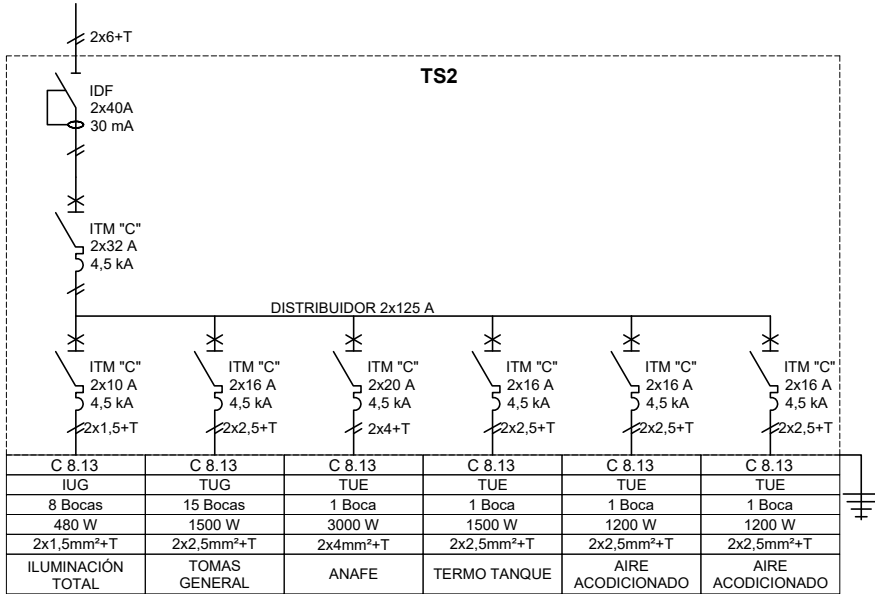 2x6+T
TS2
IDF
2x40A
30 mA
ITM "C"
2x32 A
4,5 kA
DISTRIBUIDOR 2x125 A
ITM "C"
2x10 A
4,5 kA
2x1,5+T
ITM "C"
2x16 A
4,5 kA
2x2,5+T
ITM "C"
2x20 A
4,5 kA
2x4+T
ITM "C"
2x16 A
4,5 kA
2x2,5+T
ITM "C"
2x16 A
4,5 kA
2x2,5+T
ITM "C"
2x16 A
4,5 kA
2x2,5+T
C 8.13 C 8.13 C 8.13 C 8.13 C 8.13 C 8.13
IUG TUG TUE TUE TUE TUE
8 Bocas 15 Bocas 1 Boca 1 Boca 1 Boca 1 Boca
480 W 1500 W 3000 W 1500 W 1200 W 1200 W
2x1,5mm²+T 2x2,5mm²+T 2x4mm²+T 2x2,5mm²+T 2x2,5mm²+T 2x2,5mm²+T
ILUMINACIÓN
TOTAL
TOMAS
GENERAL
ANAFE
TERMO TANQUE
AIRE
ACODICIONADO
AIRE
ACODICIONADO